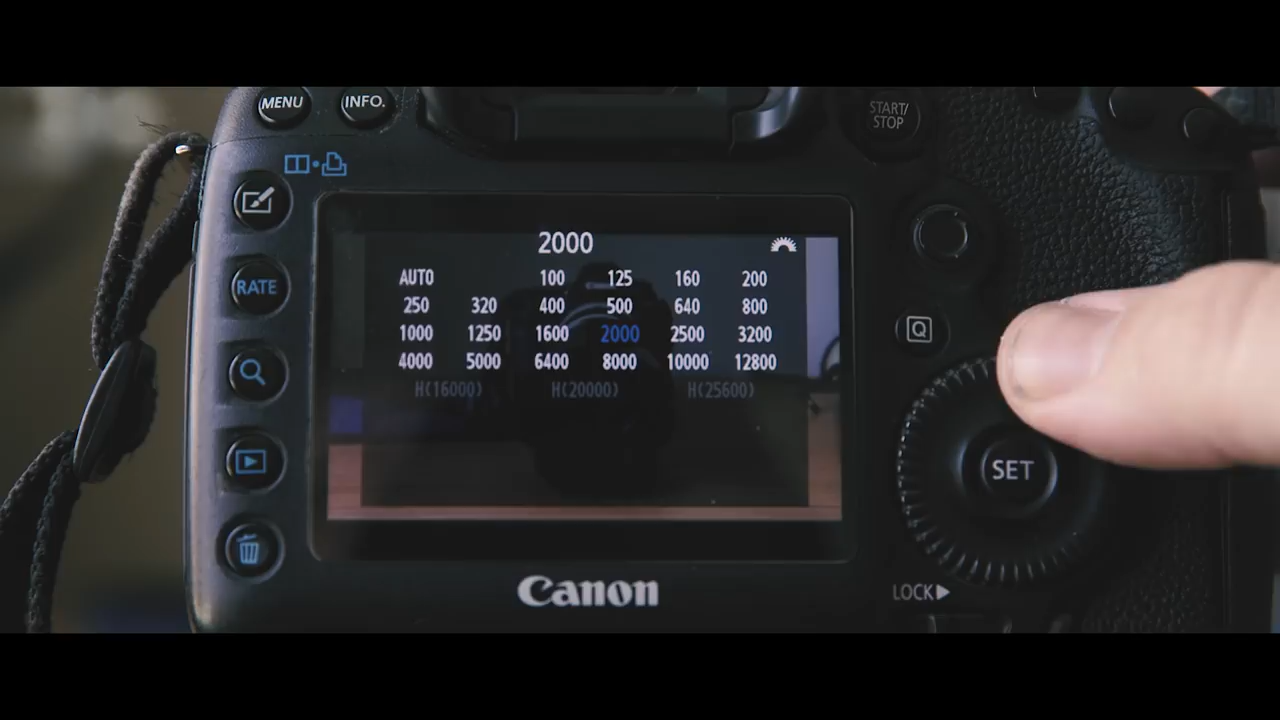 MENU INFO.
START/
STOP
RATE
2000
AUTO 100 125 160 200
250 320 400 500 640 800
1000 1250 1600 2000 2500 3200
4000 5000 6400 8000 10000 12800
H(16000) H(20000) H(25600)
Q
SET
Canon
LOCK▶